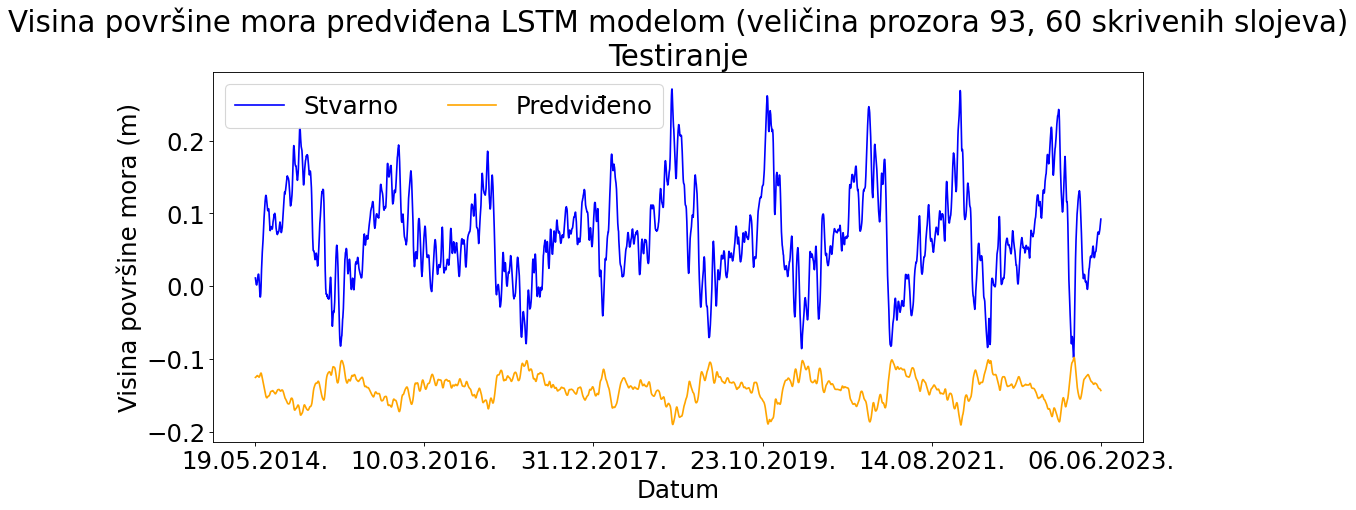 Visina površine mora predviđena LSTM modelom (veličina prozora 93, 60 skrivenih slojeva)
Testiranje
Stvarno
Predviđeno
Visina površine mora (m)
0.2
0.1
0.0
−0.1
−0.2
19.05.2014.
10.03.2016.
31.12.2017.
23.10.2019.
14.08.2021.
06.06.2023.
Datum